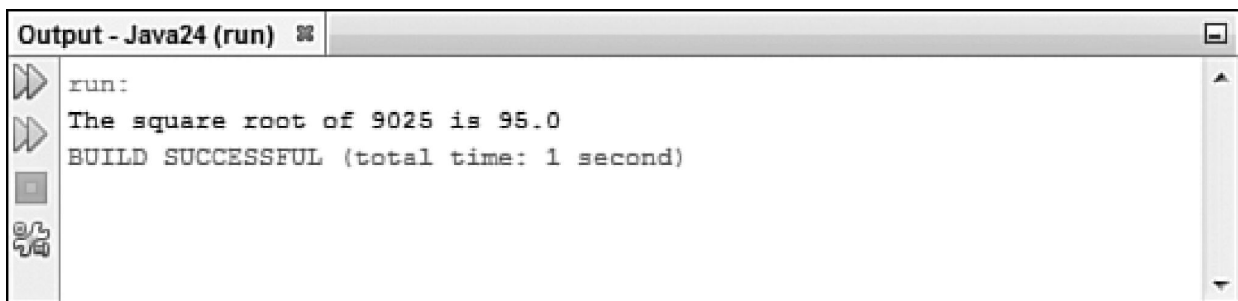 Output - Java24 (run)
run:
The square root of 9025 is 95.0
BUILD SUCCESSFUL (total time: 1 second)